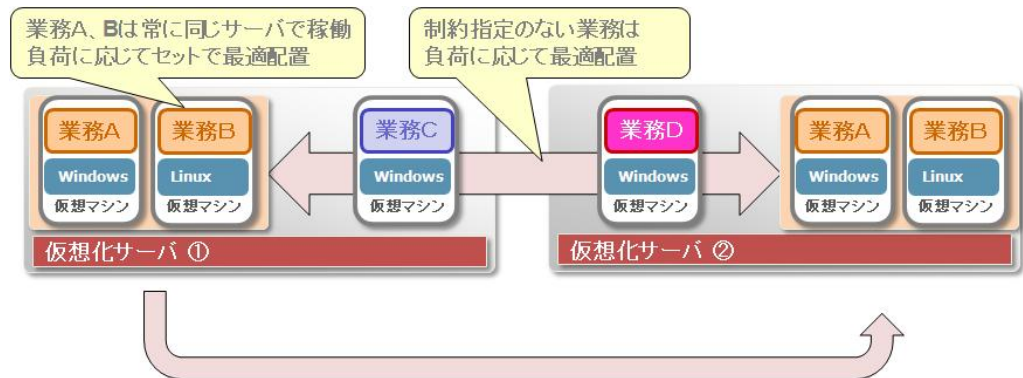 業務A、Bは常に同じサーバで稼働
負荷に応じてセットで最適配置
制約指定のない業務は
負荷に応じて最適配置
業務A
Windows
仮想マシン
業務B
Linux
仮想マシン
業務C
Windows
仮想マシン
業務D
Windows
仮想マシン
業務A
Windows
仮想マシン
業務B
Linux
仮想マシン
仮想化サーバ ①
仮想化サーバ ②